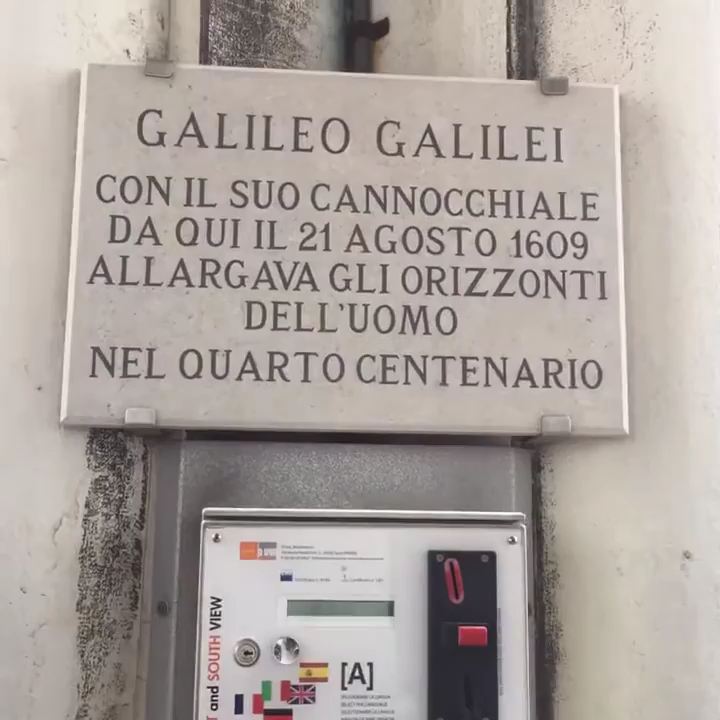 GALILEO GALILEI
CON IL SUO CANNOCCHIALE
DA QUI IL 21 AGOSTO 1609
ALLARGAVA GLI ORIZZONTI
DELL'UOMO
NEL QUARTO CENTENARIO
and SOUTH VIEW
[A]